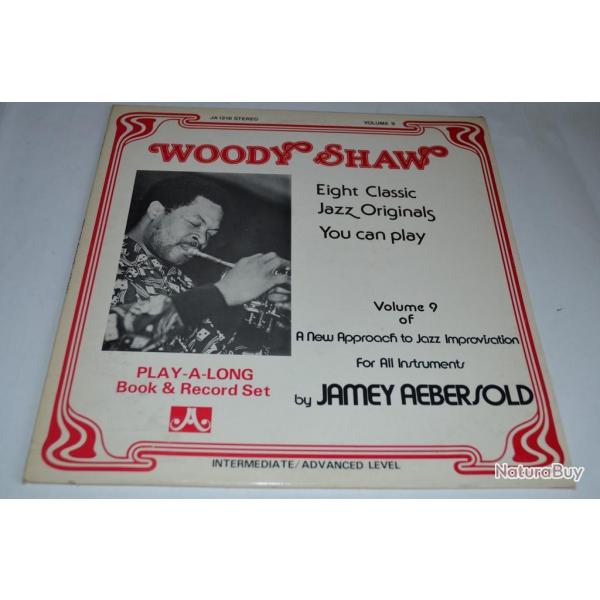 JA 1216 STEREO
VOLUME 9
WOODY SHAW
Eight Classic
Jazz Originals
You can play
Volume 9
of
A New Approach to Jazz Improvisation
For All Instruments
by JAMEY AEBERSOLD
PLAY-A-LONG
Book & Record Set
A
INTERMEDIATE/ADVANCED LEVEL
NaturaBuy